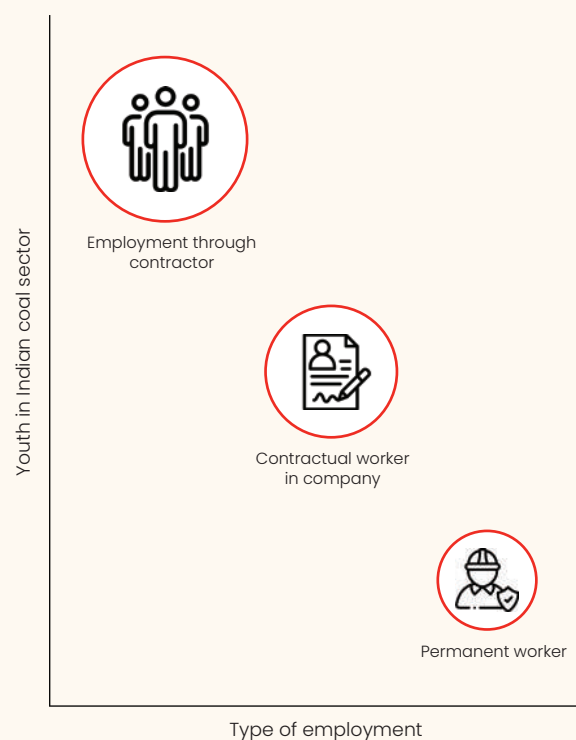 Youth in Indian coal sector
Employment through
contractor
Contractual worker
in company
Permanent worker
Type of employment